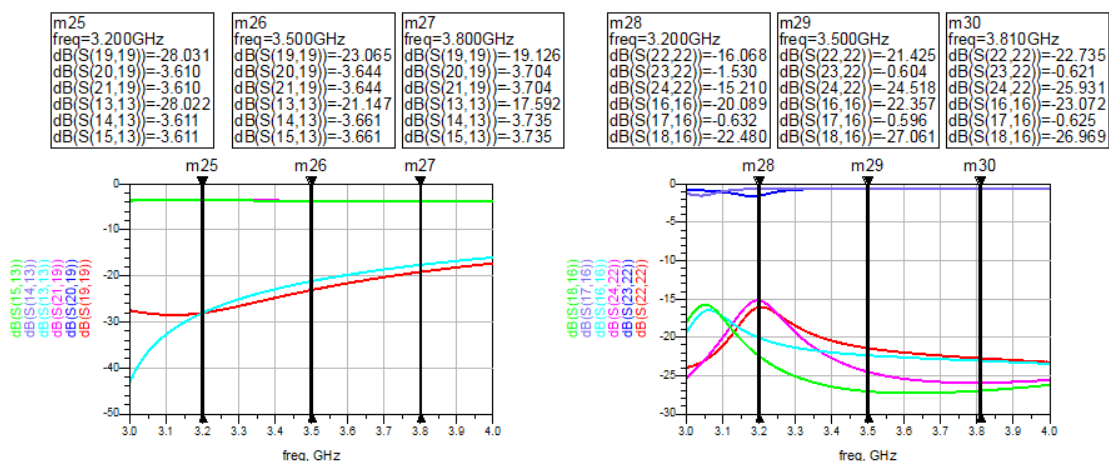 m25
freq=3.200GHz
dB(S(19,19))=-28.031
dB(S(20,19))=-3.610
dB(S(21,19))=-3.610
dB(S(13,13))=-28.022
dB(S(14,13))=-3.611
dB(S(15,13))=-3.611
m26
freq=3.500GHz
dB(S(19,19))=-23.065
dB(S(20,19))=-3.644
dB(S(21,19))=-3.644
dB(S(13,13))=-21.147
dB(S(14,13))=-3.661
dB(S(15,13))=-3.661
m27
freq=3.800GHz
dB(S(19,19))=-19.126
dB(S(20,19))=-3.704
dB(S(21,19))=-3.704
dB(S(13,13))=-17.592
dB(S(14,13))=-3.735
dB(S(15,13))=-3.735
m28
freq=3.200GHz
dB(S(22,22))=-16.068
dB(S(23,22))=-1.530
dB(S(24,22))=-15.210
dB(S(16,16))=-20.089
dB(S(17,16))=-0.632
dB(S(18,16))=-22.480
m29
freq=3.500GHz
dB(S(22,22))=-21.425
dB(S(23,22))=-0.604
dB(S(24,22))=-24.518
dB(S(16,16))=-22.357
dB(S(17,16))=-0.596
dB(S(18,16))=-27.061
m30
freq=3.810GHz
dB(S(22,22))=-22.735
dB(S(23,22))=-0.621
dB(S(24,22))=-25.931
dB(S(16,16))=-23.072
dB(S(17,16))=-0.625
dB(S(18,16))=-26.969
m25 m26 m27
0
-10
-20
-30
-40
-50
3.0 3.1 3.2 3.3 3.4 3.5 3.6 3.7 3.8 3.9 4.0
freq, GHz
dB(S(15,13))
dB(S(14,13))
dB(S(13,13))
dB(S(21,19))
dB(S(20,19))
dB(S(19,19))
m28 m29 m30
0
-5
-10
-15
-20
-25
-30
3.0 3.1 3.2 3.3 3.4 3.5 3.6 3.7 3.8 3.9 4.0
freq, GHz
dB(S(18,16))
dB(S(17,16))
dB(S(16,16))
dB(S(24,22))
dB(S(23,22))
dB(S(22,22))